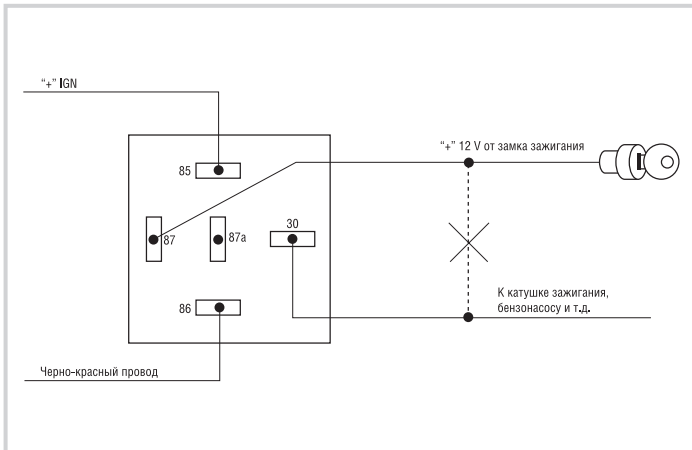 “+” IGN
85
“+” 12 V от замка зажигания
87
87a
30
86
К катушке зажигания,
бензонасосу и т.д.
Черно-красный провод